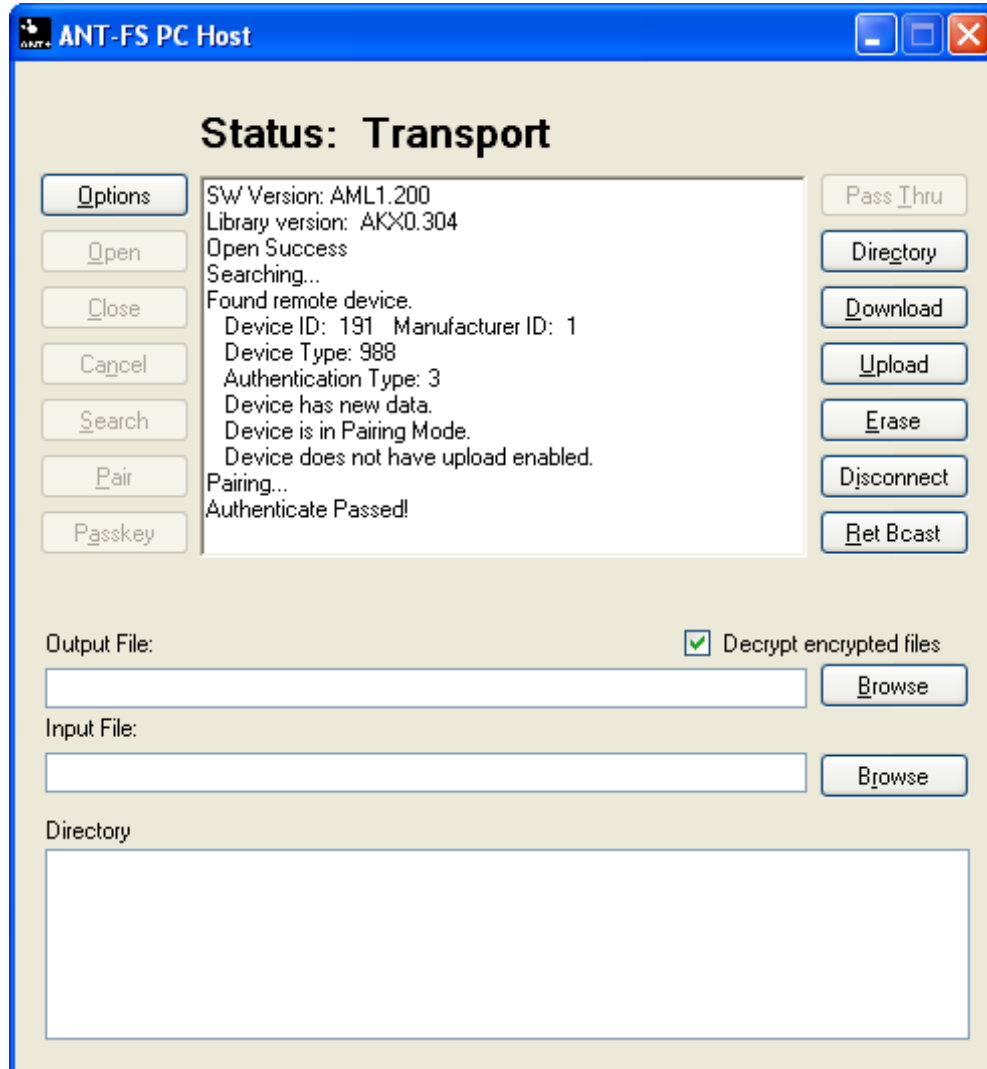 ANT+ ANT-FS PC Host
Status: Transport
Options
Open
Close
Cancel
Search
Pair
Passkey
SW Version: AML1.200
Library version: AKX0.304
Open Success
Searching...
Found remote device.
Device ID: 191 Manufacturer ID: 1
Device Type: 988
Authentication Type: 3
Device has new data.
Device is in Pairing Mode.
Device does not have upload enabled.
Pairing...
Authenticate Passed!
Pass Thru
Directory
Download
Upload
Erase
Disconnect
Ret Bcast
Output File:
Decrypt encrypted files
Browse
Input File:
Browse
Directory